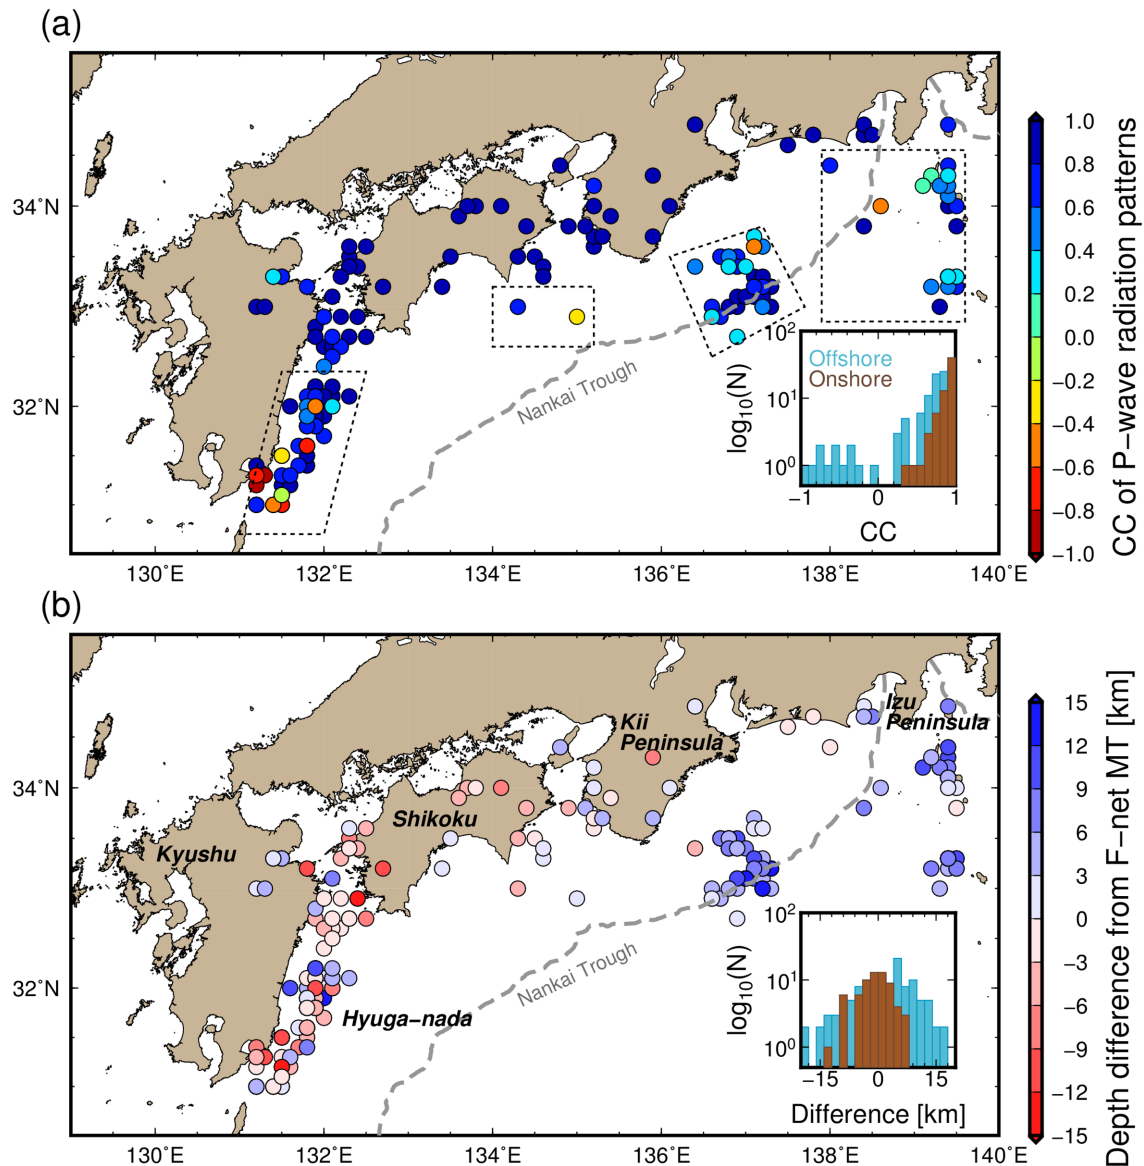 (a)
34°N
32°N
Nankai Trough
10²
10¹
10⁰
log₁₀(N)
Offshore
Onshore
−1
0
1
CC
130°E
132°E
134°E
136°E
138°E
140°E
1.0
0.8
0.6
0.4
0.2
0.0
−0.2
−0.4
−0.6
−0.8
−1.0
CC of P−wave radiation patterns
(b)
34°N
32°N
Izu
Peninsula
Kii
Peninsula
Shikoku
Kyushu
Hyuga−nada
Nankai Trough
10²
10¹
10⁰
log₁₀(N)
−15
0
15
Difference [km]
130°E
132°E
134°E
136°E
138°E
140°E
15
12
9
6
3
0
−3
−6
−9
−12
−15
Depth difference from F−net MT [km]